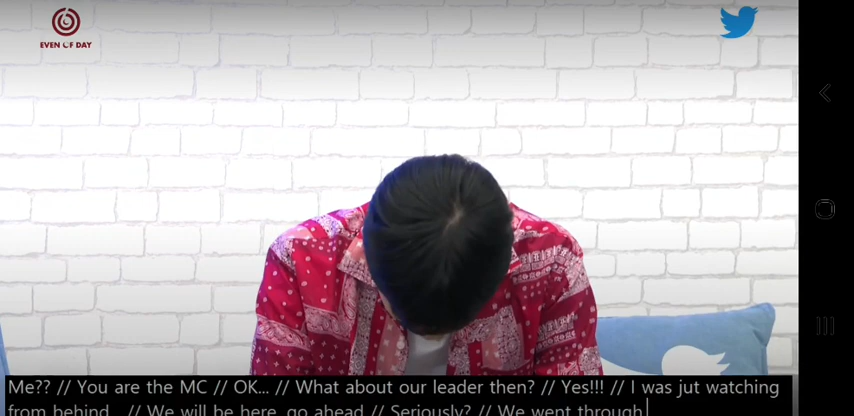 EVEN OF DAY
Me?? // You are the MC // OK... // What about our leader then? // Yes!!! // I was jut watching
from behind... // We will be here, go ahead // Seriously? // We went through